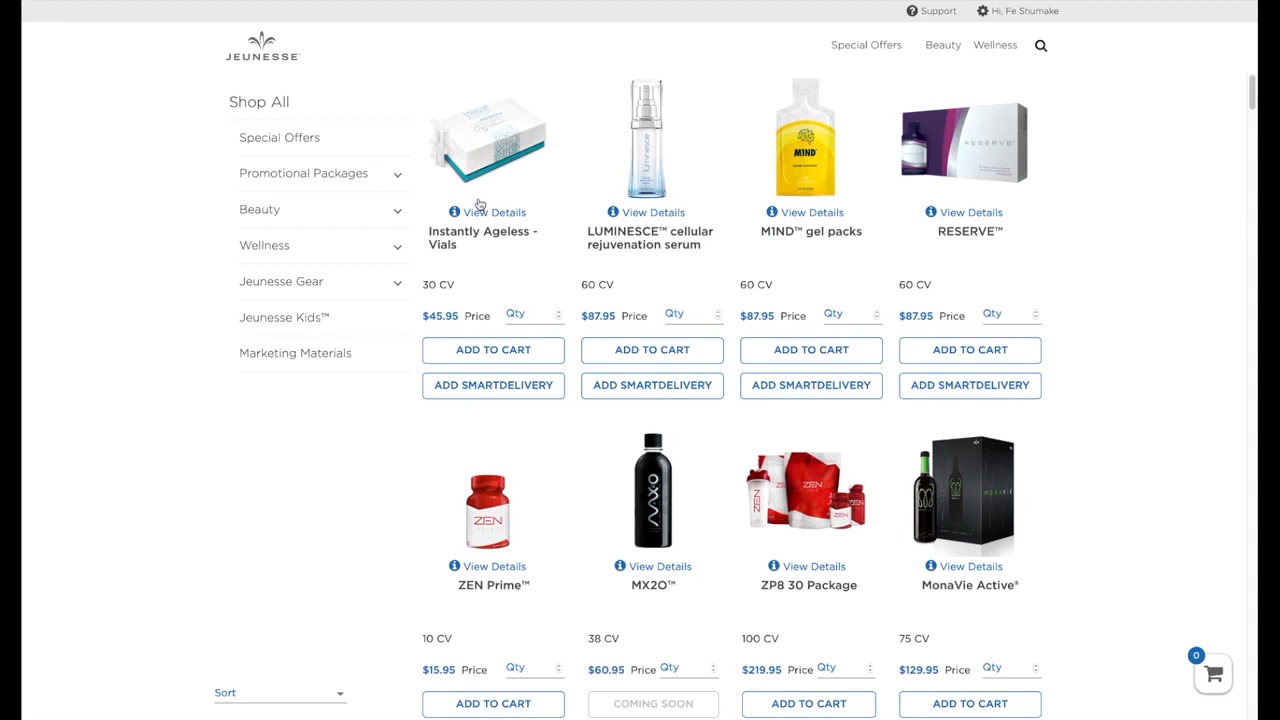 Support
Hi, Fe Shumake
JEUNESSE
Special Offers
Beauty
Wellness
Shop All
Special Offers
Promotional Packages
Beauty
Wellness
Jeunesse Gear
Jeunesse Kids™
Marketing Materials
Sort
luminesce
M1ND
RESERVE
View Details
View Details
View Details
View Details
Instantly Ageless -
Vials
LUMINESCE™ cellular
rejuvenation serum
M1ND™ gel packs
RESERVE™
30 CV
60 CV
60 CV
60 CV
$45.95 Price Qty
$87.95 Price Qty
$87.95 Price Qty
$87.95 Price Qty
ADD TO CART
ADD TO CART
ADD TO CART
ADD TO CART
ADD SMARTDELIVERY
ADD SMARTDELIVERY
ADD SMARTDELIVERY
ADD SMARTDELIVERY
ZEN
ZEN
ZEN
ZEN
View Details
View Details
View Details
View Details
ZEN Prime™
MX2O™
ZP8 30 Package
MonaVie Active®
10 CV
38 CV
100 CV
75 CV
$15.95 Price Qty
$60.95 Price Qty
$219.95 Price Qty
$129.95 Price Qty
ADD TO CART
COMING SOON
ADD TO CART
ADD TO CART
0